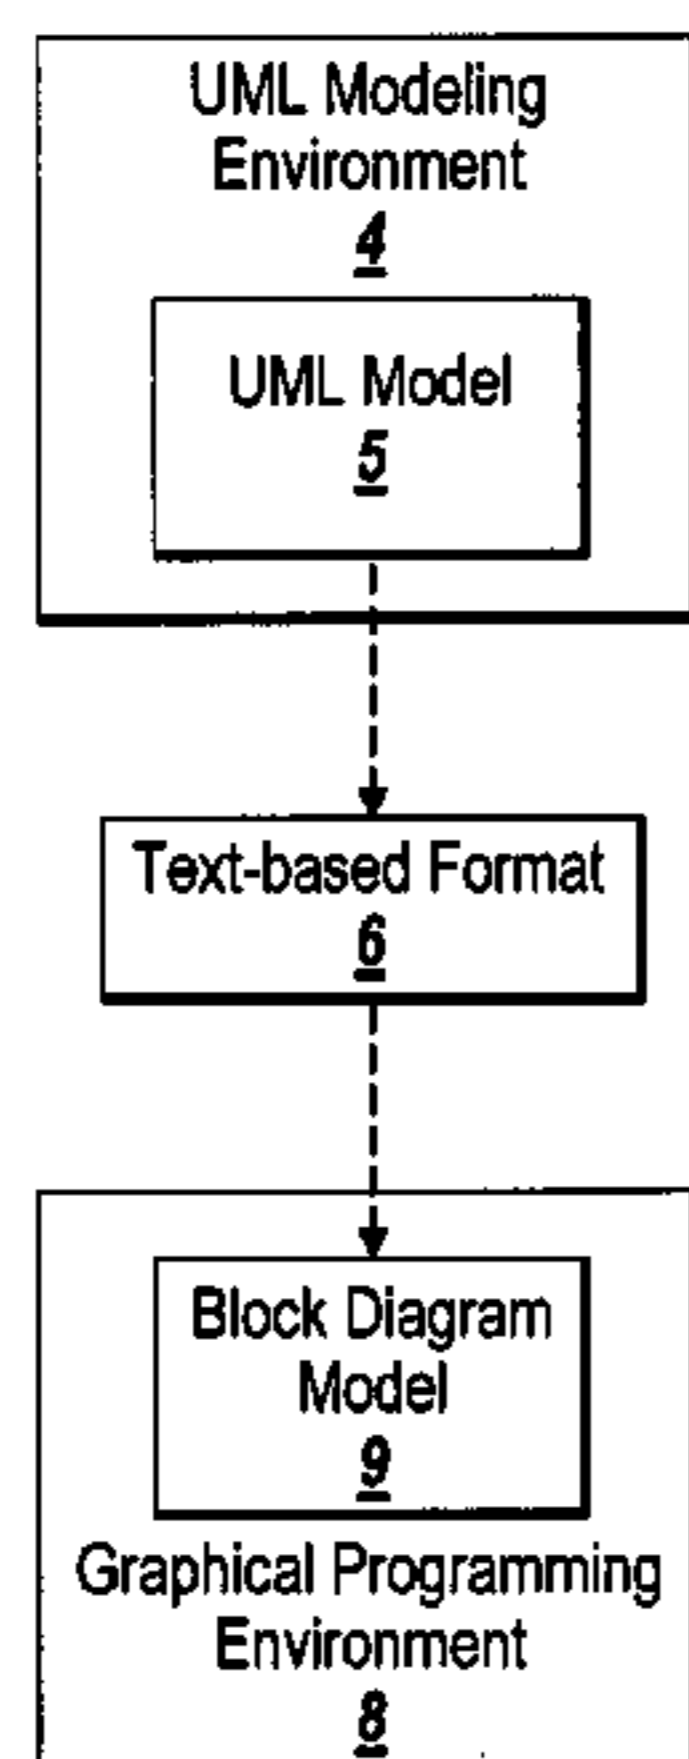 UML Modeling
Environment
4
UML Model
5
Text-based Format
6
Block Diagram
Model
9
Graphical Programming
Environment
8